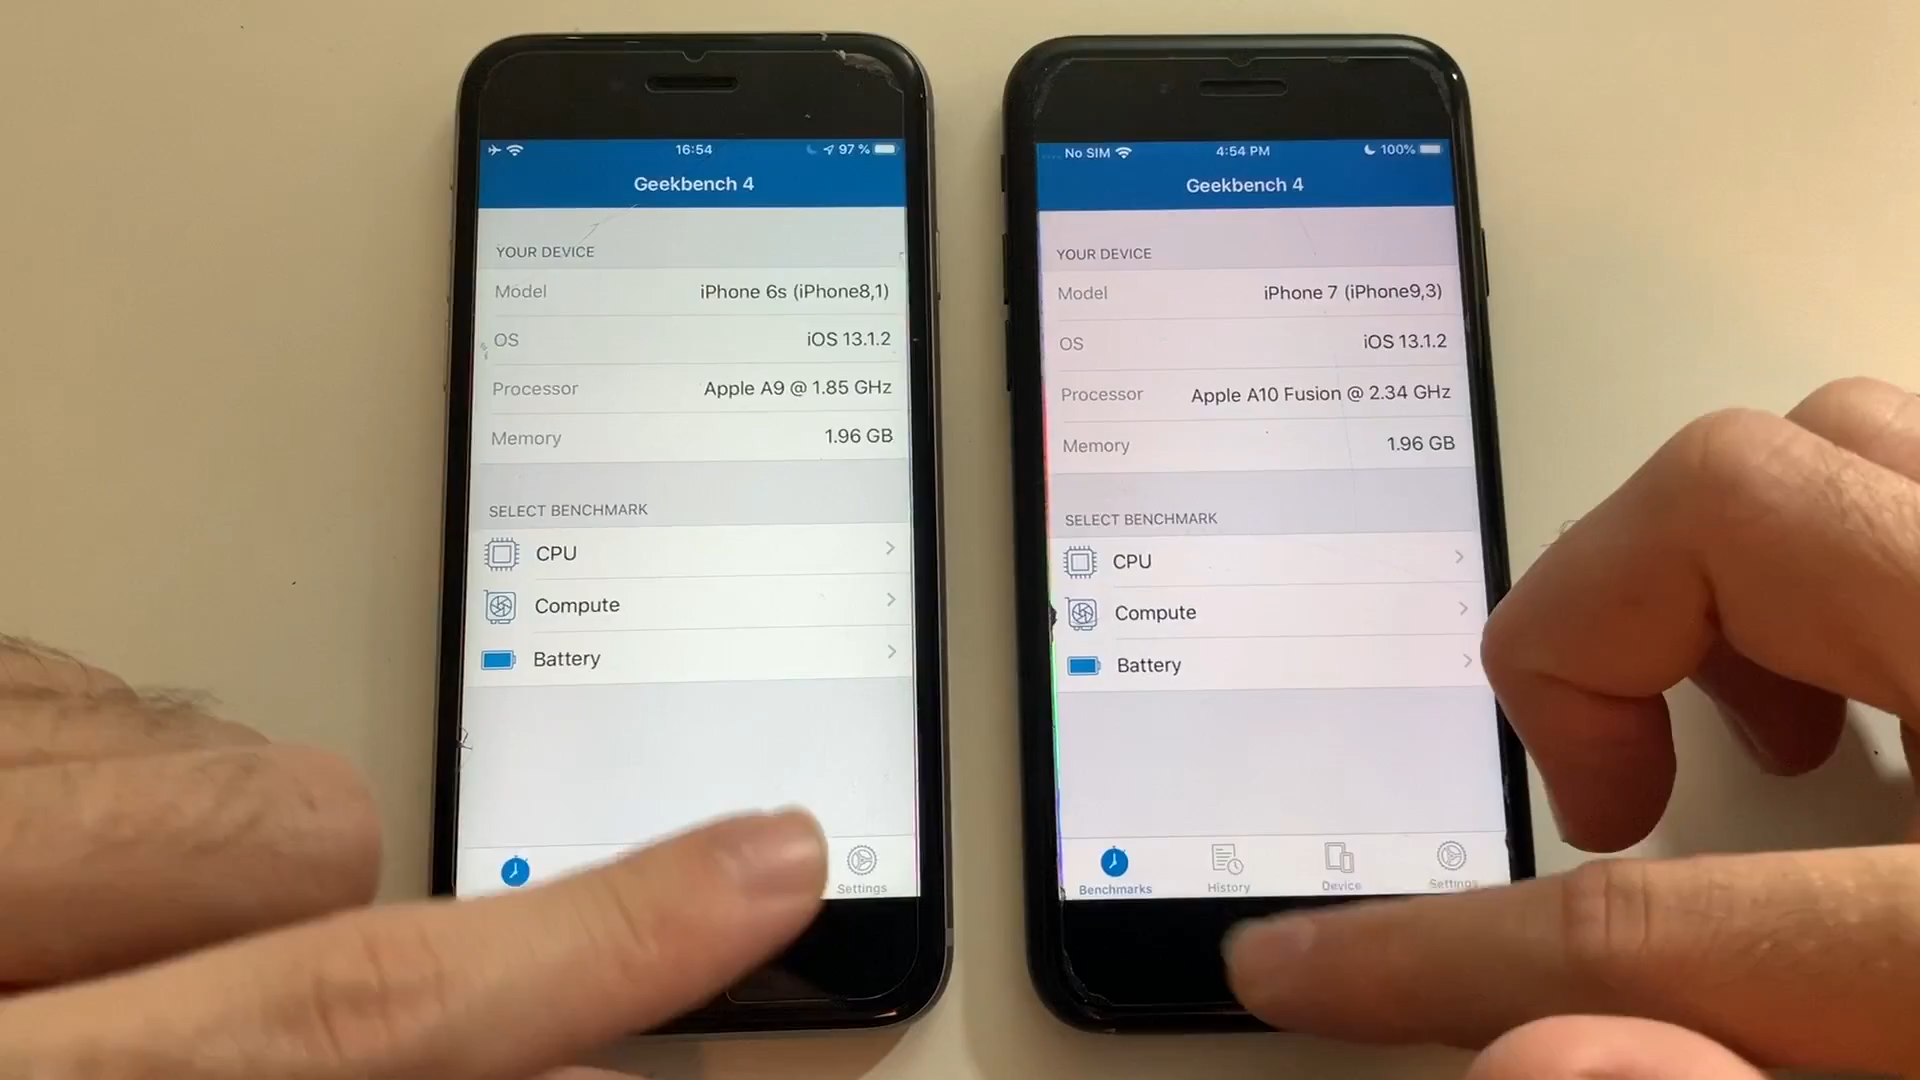 16:54
97 %
Geekbench 4
YOUR DEVICE
Model iPhone 6s (iPhone8,1)
OS iOS 13.1.2
Processor Apple A9 @ 1.85 GHz
Memory 1.96 GB
SELECT BENCHMARK
CPU
Compute
Battery
Settings
No SIM 4:54 PM 100%
Geekbench 4
YOUR DEVICE
Model iPhone 7 (iPhone9,3)
OS iOS 13.1.2
Processor Apple A10 Fusion @ 2.34 GHz
Memory 1.96 GB
SELECT BENCHMARK
CPU
Compute
Battery
Benchmarks History Device Settings